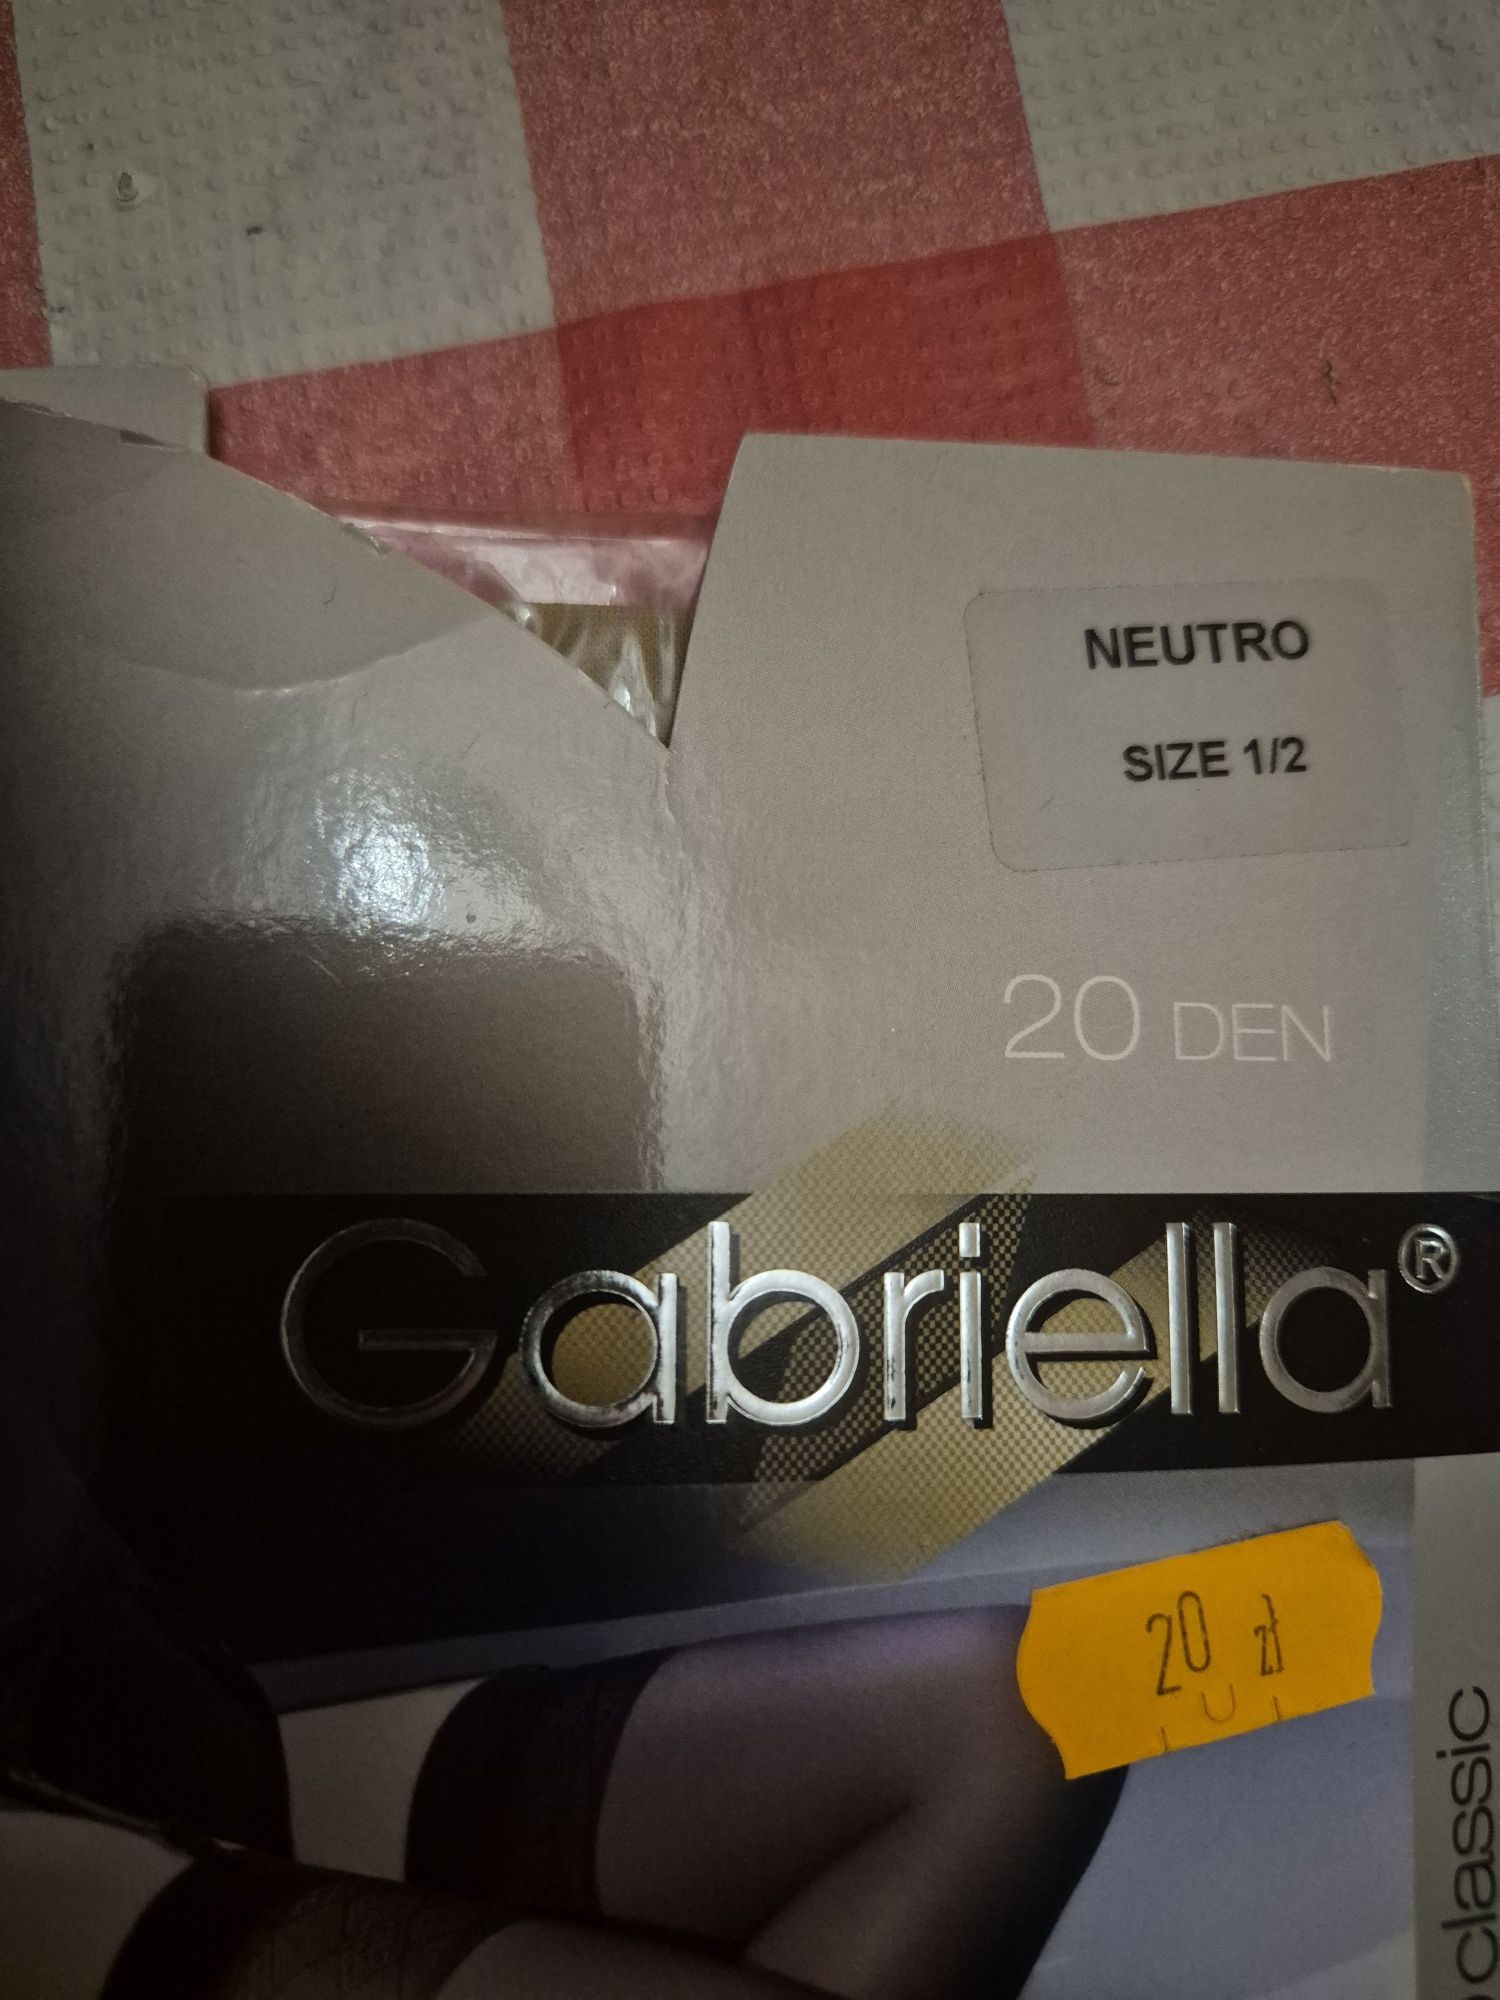 NEUTRO
SIZE 1/2
20 DEN
Gabriella®
20 zł
classic